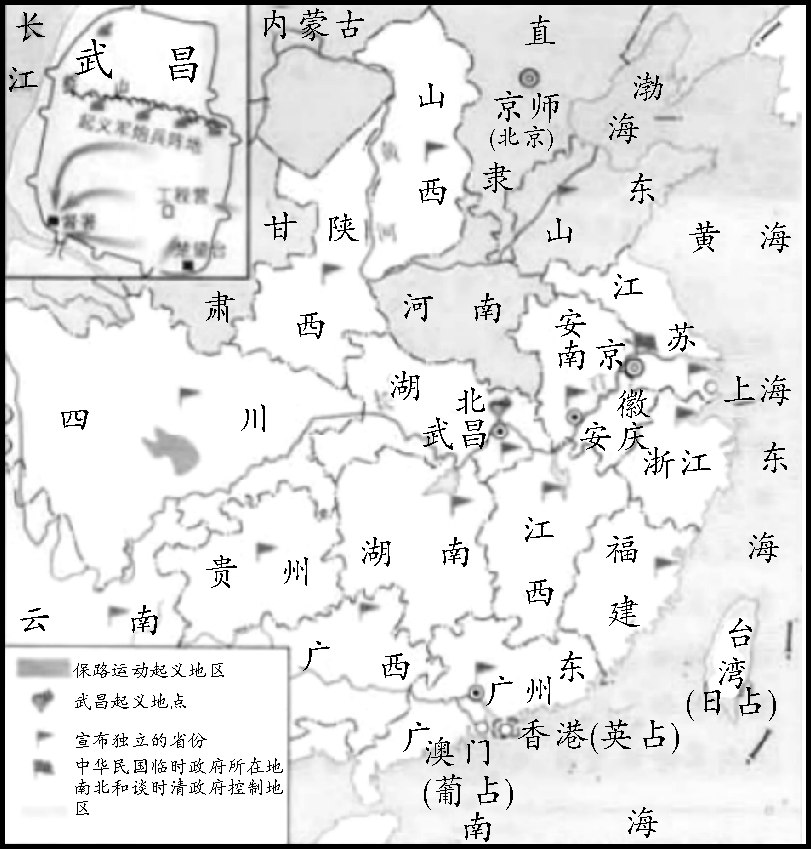 长
江
武 昌
起义军炮兵阵地
工程营
督署
楚望台
内蒙古
直
隶
京师
(北京)
渤
海
山
西
山
东
黄 海
甘
肃
陕
西
河 南
江
苏
安
徽
南京
上海
湖
北
武昌
安庆
浙江
东
海
四 川
贵 州
湖 南
江
西
福
建
云 南
广 西
广
东
广州
台
湾
(日占)
香港(英占)
澳门
(葡占)
南 海
保路运动起义地区
武昌起义地点
宣布独立的省份
中华民国临时政府所在地
南北和谈时清政府控制地
区